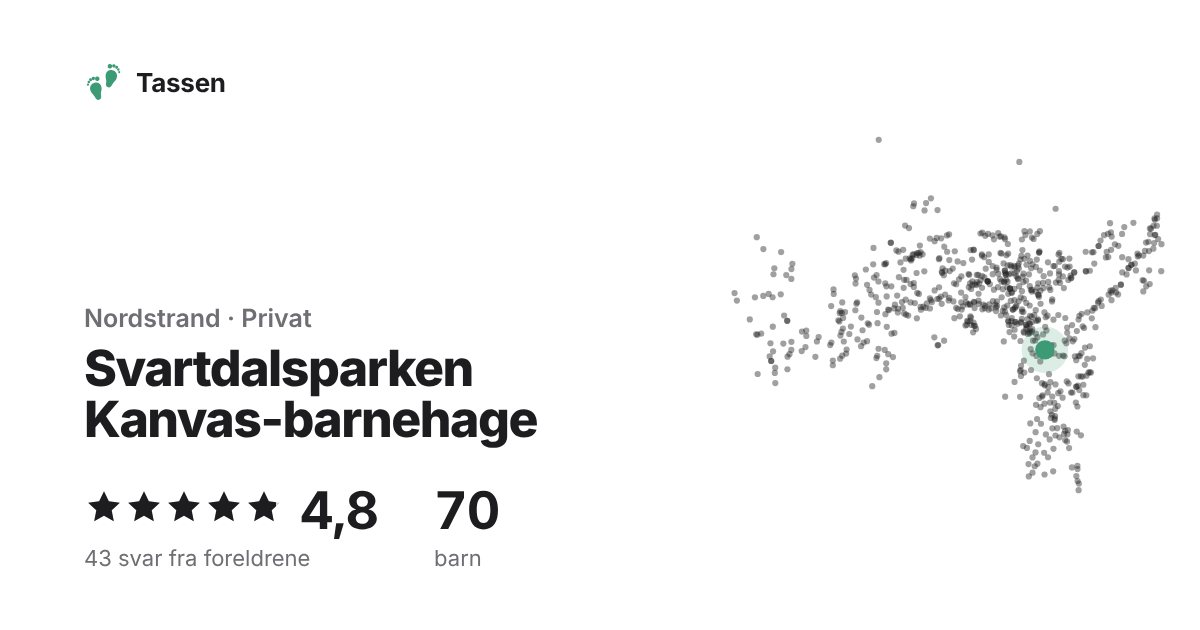 Tassen
Nordstrand · Privat
Svartdalsparken
Kanvas-barnehage
4,8
70
43 svar fra foreldrene
barn